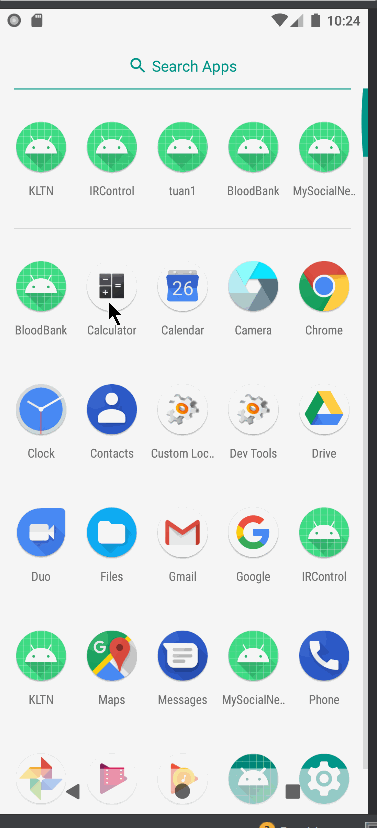 10:24
Search Apps
KLTN IRControl tuan1 BloodBank MySocialNe..
BloodBank Calculator Calendar Camera Chrome
26
Clock Contacts Custom Loc.. Dev Tools Drive
Duo Files Gmail Google IRControl
G
KLTN Maps Messages MySocialNe.. Phone